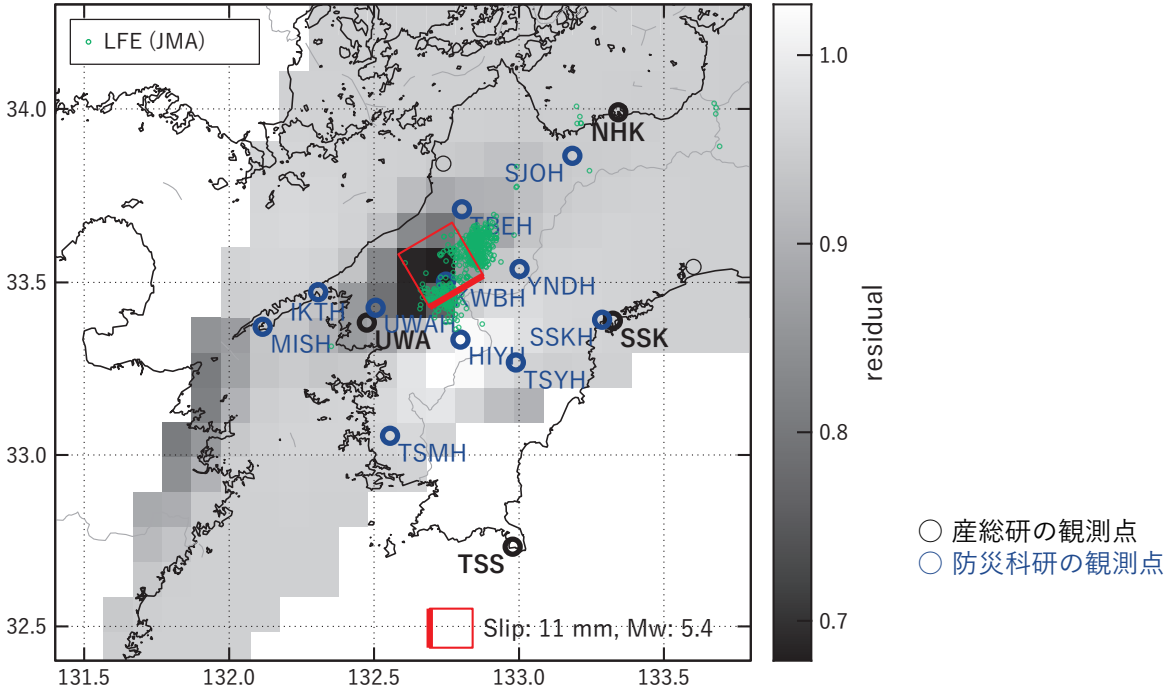 LFE (JMA)
34.0
33.5
33.0
32.5
131.5
132.0
132.5
133.0
133.5
NHK
SJOH
TBEH
YNDH
KWBH
IKTH
UWAH
UWA
MISH
SSKH
SSK
HIYH
TSYH
TSMH
TSS
Slip: 11 mm, Mw: 5.4
1.0
0.9
0.8
0.7
residual
産総研の観測点
防災科研の観測点